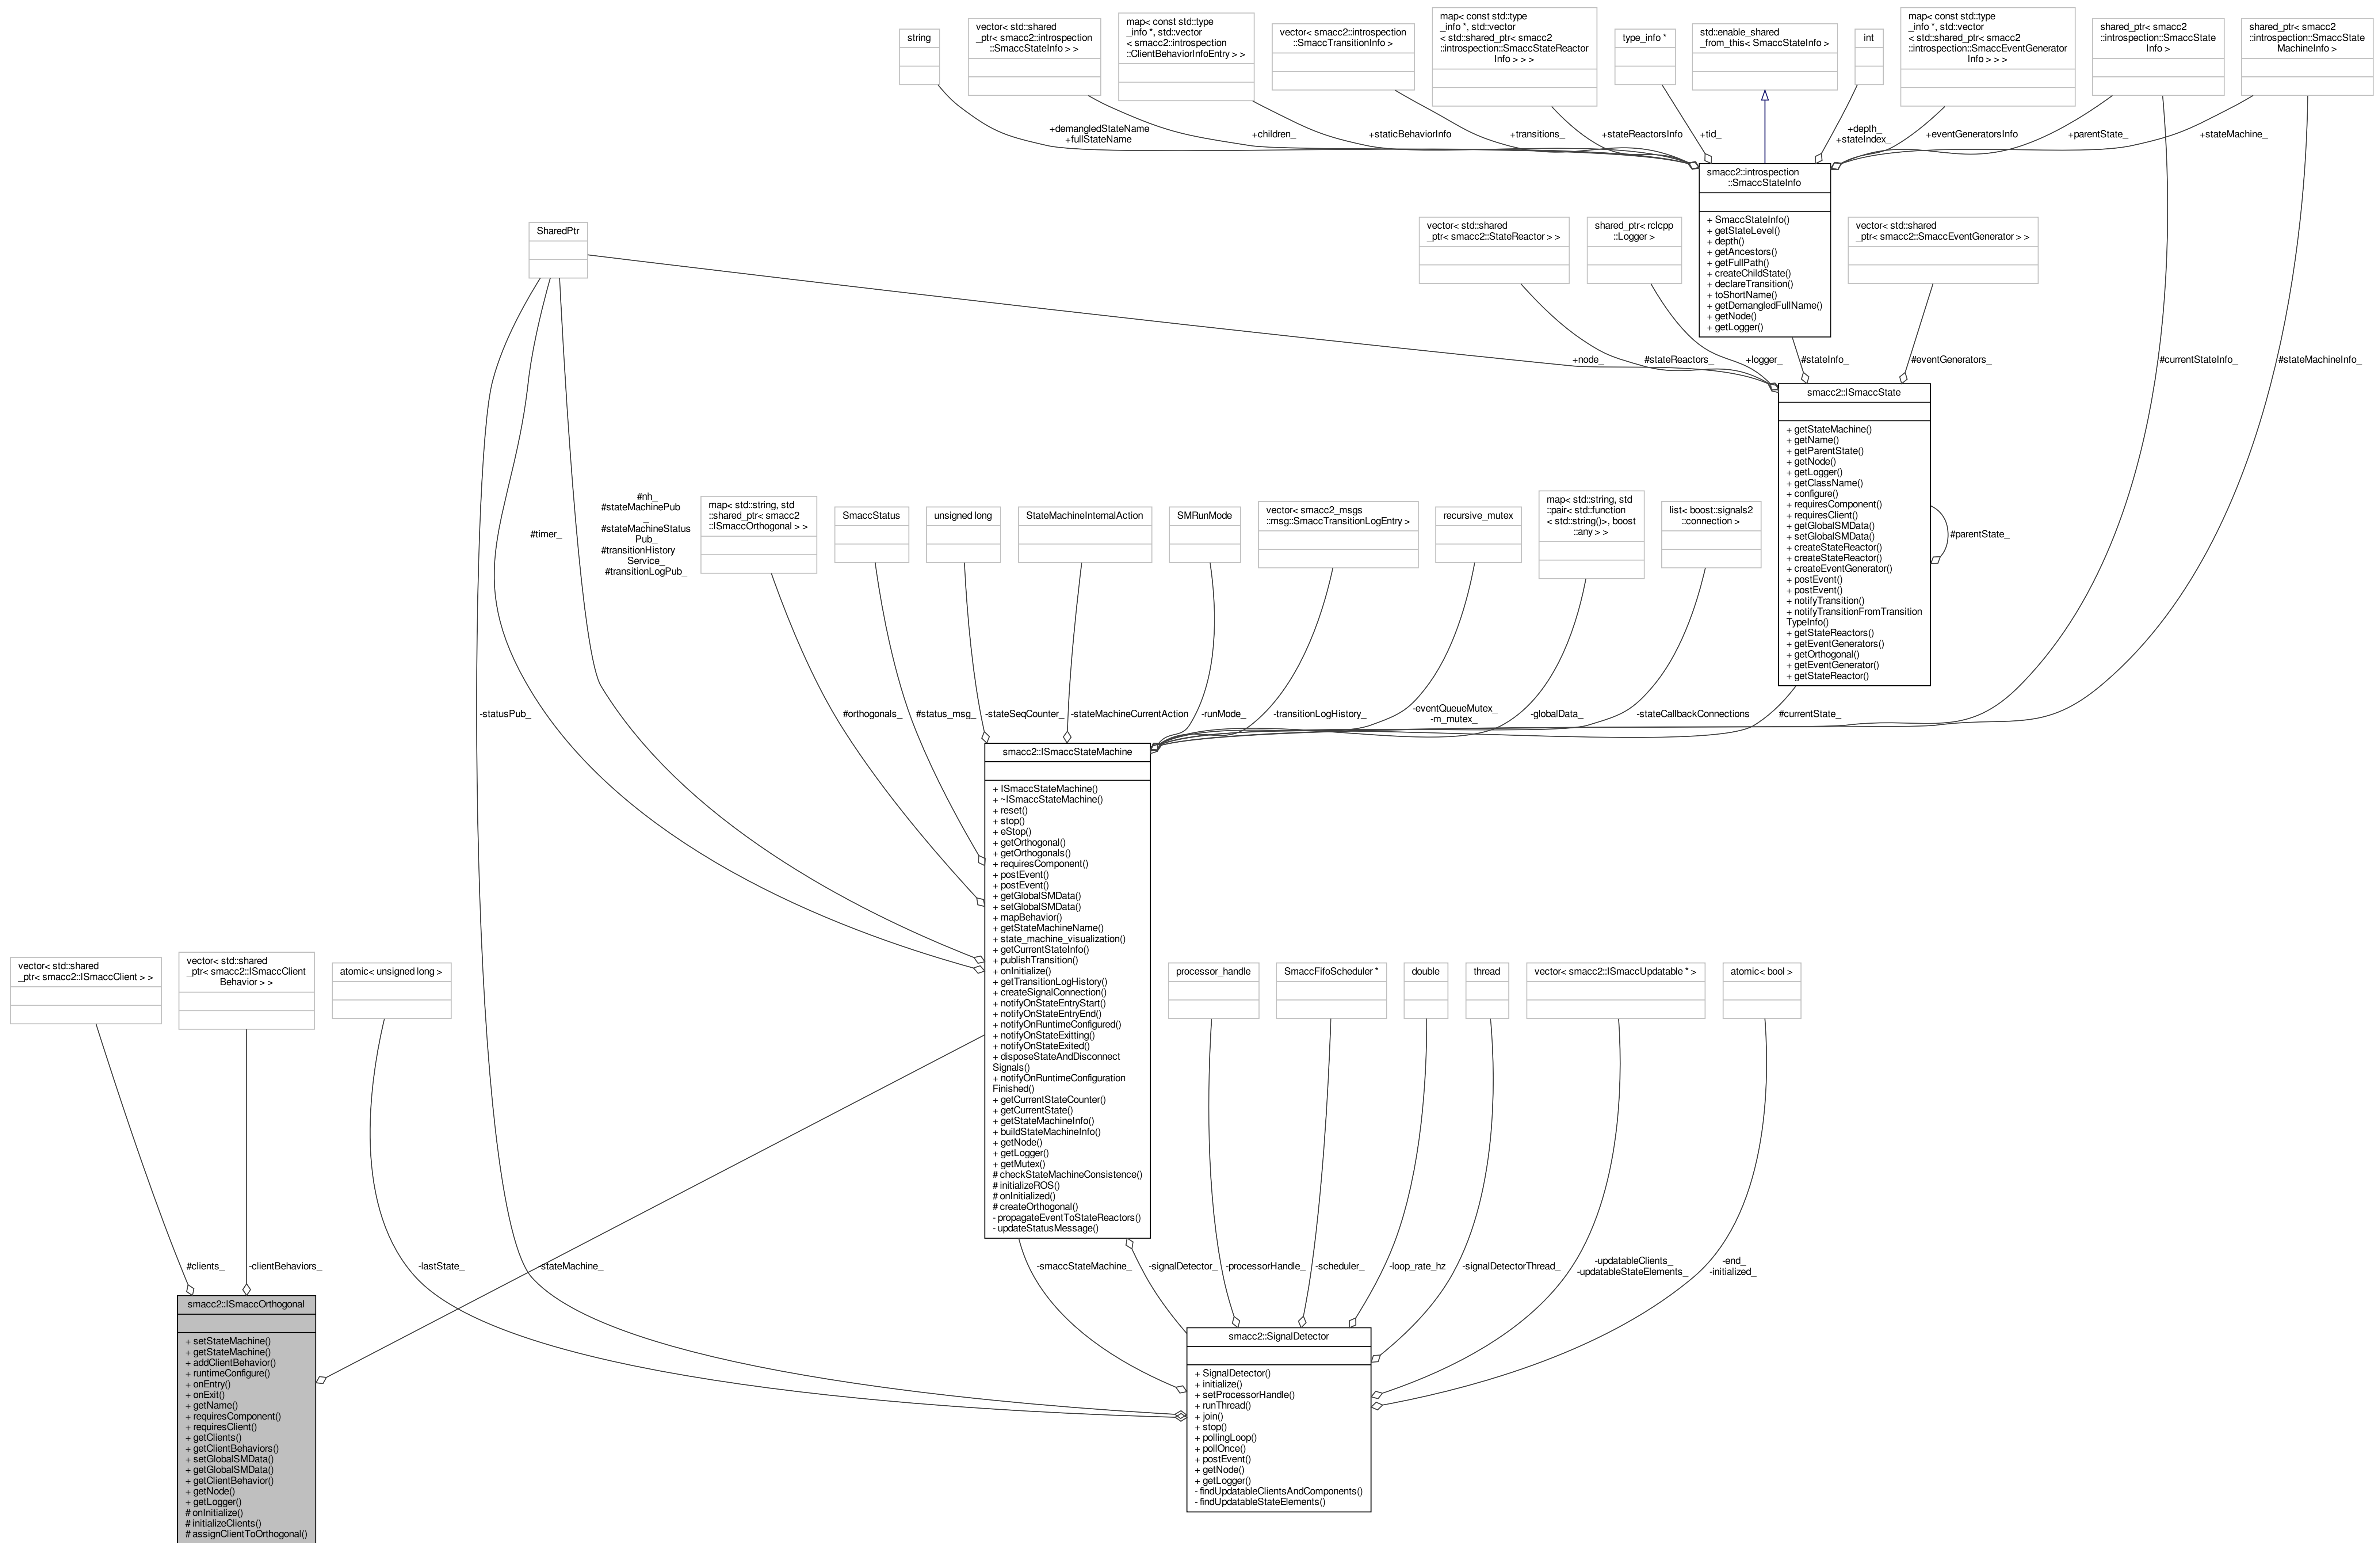 string
vector< std::shared
_ptr< smacc2::introspection
::SmaccStateInfo > >
map< const std::type
_info *, std::vector
< smacc2::introspection
::ClientBehaviorInfoEntry > >
vector< smacc2::introspection
::SmaccTransitionInfo >
map< const std::type
_info *, std::vector
< std::shared_ptr< smacc2
::introspection::SmaccStateReactor
Info > > >
type_info *
std::enable_shared
_from_this< SmaccStateInfo >
int
map< const std::type
_info *, std::vector
< std::shared_ptr< smacc2
::introspection::SmaccEventGenerator
Info > > >
shared_ptr< smacc2
::introspection::SmaccState
Info >
shared_ptr< smacc2
::introspection::SmaccState
MachineInfo >
+demangledStateName
+fullStateName
+children_
+staticBehaviorInfo
+transitions_
+stateReactorsInfo
+tid_
+depth_
+stateIndex_
+eventGeneratorsInfo
+parentState_
+stateMachine_
smacc2::introspection
::SmaccStateInfo
+ SmaccStateInfo()
+ getStateLevel()
+ depth()
+ getAncestors()
+ getFullPath()
+ createChildState()
+ declareTransition()
+ toShortName()
+ getDemangledFullName()
+ getNode()
+ getLogger()
SharedPtr
vector< std::shared
_ptr< smacc2::StateReactor > >
shared_ptr< rclcpp
::Logger >
vector< std::shared
_ptr< smacc2::SmaccEventGenerator > >
+node_
#stateReactors_
+logger_
#stateInfo_
#eventGenerators_
#currentStateInfo_
#stateMachineInfo_
smacc2::ISmaccState
+ getStateMachine()
+ getName()
+ getParentState()
+ getNode()
+ getLogger()
+ getClassName()
+ configure()
+ requiresComponent()
+ requiresClient()
+ getGlobalSMData()
+ setGlobalSMData()
+ createStateReactor()
+ createStateReactor()
+ createEventGenerator()
+ postEvent()
+ postEvent()
+ notifyTransition()
+ notifyTransitionFromTransition
TypeInfo()
+ getStateReactors()
+ getEventGenerators()
+ getOrthogonal()
+ getEventGenerator()
+ getStateReactor()
#parentState_
#timer_
#nh_
#stateMachinePub
_
#stateMachineStatus
Pub_
#transitionHistory
Service_
#transitionLogPub_
map< std::string, std
::shared_ptr< smacc2
::ISmaccOrthogonal > >
SmaccStatus
unsigned long
StateMachineInternalAction
SMRunMode
vector< smacc2_msgs
::msg::SmaccTransitionLogEntry >
recursive_mutex
map< std::string, std
::pair< std::function
< std::string()>, boost
::any > >
list< boost::signals2
::connection >
-statusPub_
#orthogonals_
#status_msg_
-stateSeqCounter_
-stateMachineCurrentAction
-runMode_
-transitionLogHistory_
-eventQueueMutex_
-m_mutex_
-globalData_
-stateCallbackConnections
#currentState_
smacc2::ISmaccStateMachine
+ ISmaccStateMachine()
+ ~ISmaccStateMachine()
+ reset()
+ stop()
+ eStop()
+ getOrthogonal()
+ getOrthogonals()
+ requiresComponent()
+ postEvent()
+ postEvent()
+ getGlobalSMData()
+ setGlobalSMData()
+ mapBehavior()
+ getStateMachineName()
+ state_machine_visualization()
+ getCurrentStateInfo()
+ publishTransition()
+ onInitialize()
+ getTransitionLogHistory()
+ createSignalConnection()
+ notifyOnStateEntryStart()
+ notifyOnStateEntryEnd()
+ notifyOnRuntimeConfigured()
+ notifyOnStateExitting()
+ notifyOnStateExited()
+ disposeStateAndDisconnect
Signals()
+ notifyOnRuntimeConfiguration
Finished()
+ getCurrentStateCounter()
+ getCurrentState()
+ getStateMachineInfo()
+ buildStateMachineInfo()
+ getNode()
+ getLogger()
+ getMutex()
# checkStateMachineConsistence()
# initializeROS()
# onInitialized()
# createOrthogonal()
- propagateEventToStateReactors()
- updateStatusMessage()
vector< std::shared
_ptr< smacc2::ISmaccClient > >
vector< std::shared
_ptr< smacc2::ISmaccClient
Behavior > >
atomic< unsigned long >
processor_handle
SmaccFifoScheduler *
double
thread
vector< smacc2::ISmaccUpdatable * >
atomic< bool >
#clients_
-clientBehaviors_
-lastState_
-stateMachine_
-smaccStateMachine_
-signalDetector_
-processorHandle_
-scheduler_
-loop_rate_hz
-signalDetectorThread_
-updatableClients_
-updatableStateElements_
-end_
-initialized_
smacc2::ISmaccOrthogonal
+ setStateMachine()
+ getStateMachine()
+ addClientBehavior()
+ runtimeConfigure()
+ onEntry()
+ onExit()
+ getName()
+ requiresComponent()
+ requiresClient()
+ getClients()
+ getClientBehaviors()
+ setGlobalSMData()
+ getGlobalSMData()
+ getClientBehavior()
+ getNode()
+ getLogger()
# onInitialize()
# initializeClients()
# assignClientToOrthogonal()
smacc2::SignalDetector
+ SignalDetector()
+ initialize()
+ setProcessorHandle()
+ runThread()
+ join()
+ stop()
+ pollingLoop()
+ pollOnce()
+ postEvent()
+ getNode()
+ getLogger()
- findUpdatableClientsAndComponents()
- findUpdatableStateElements()